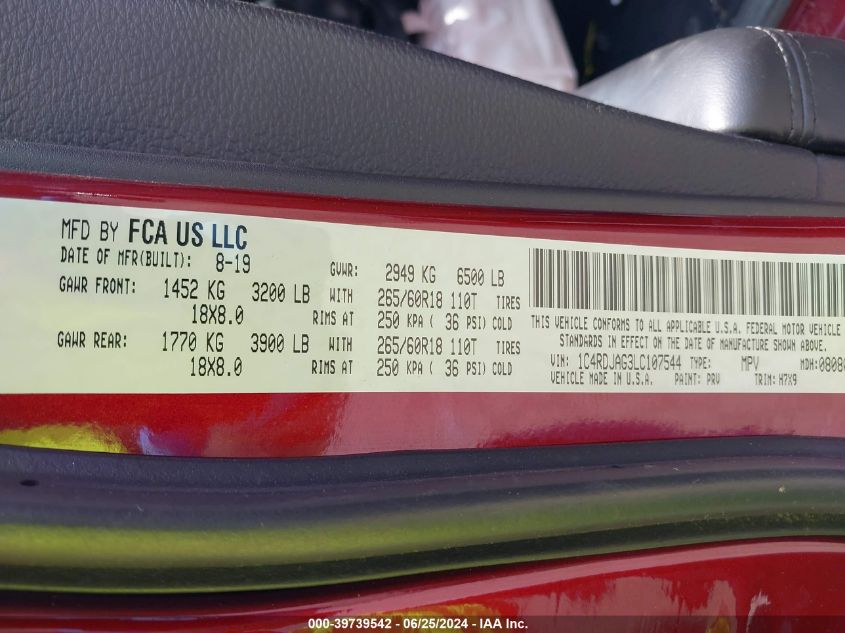 MFD BY FCA US LLC
DATE OF MFR(BUILT): 8-19 GVWR: 2949 KG 6500 LB
GAWR FRONT: 1452 KG 3200 LB WITH 265/60R18 110T TIRES
18X8.0 RIMS AT 250 KPA ( 36 PSI) COLD
GAWR REAR: 1770 KG 3900 LB WITH 265/60R18 110T TIRES
18X8.0 RIMS AT 250 KPA ( 36 PSI) COLD
THIS VEHICLE CONFORMS TO ALL APPLICABLE U.S.A. FEDERAL MOTOR VEHICLE
STANDARDS IN EFFECT ON THE DATE OF MANUFACTURE SHOWN ABOVE.
VIN: 1C4RDJAG3LC107544 TYPE: MPV MDH:0808
VEHICLE MADE IN U.S.A. PAINT: PRV TRIM: H7X9
000-39739542 / 06/25/2024 - IAA Inc.